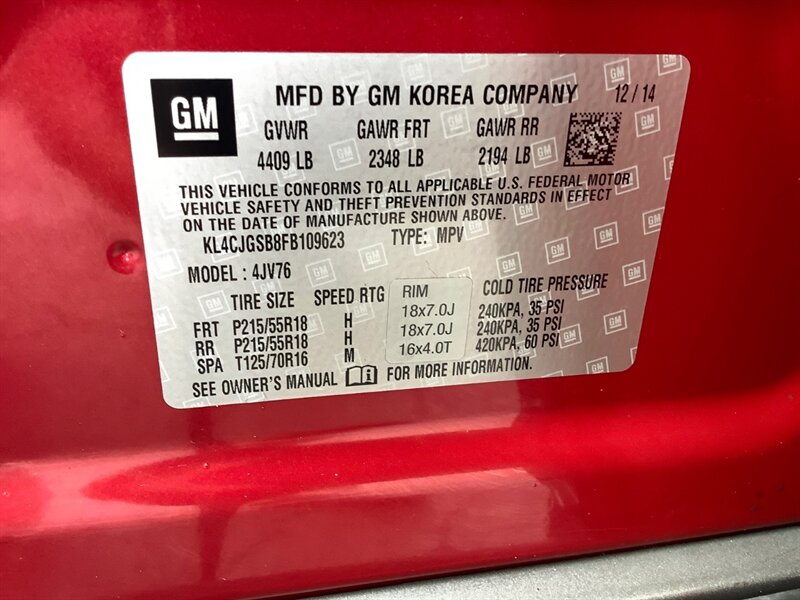 GM
MFD BY GM KOREA COMPANY 12/14
GVWR GAWR FRT GAWR RR
4409 LB 2348 LB 2194 LB
THIS VEHICLE CONFORMS TO ALL APPLICABLE U.S. FEDERAL MOTOR
VEHICLE SAFETY AND THEFT PREVENTION STANDARDS IN EFFECT
ON THE DATE OF MANUFACTURE SHOWN ABOVE.
KL4CJGSB8FB109623 TYPE: MPV
MODEL : 4JV76
TIRE SIZE SPEED RTG RIM COLD TIRE PRESSURE
FRT P215/55R18 H 18x7.0J 240KPA, 35 PSI
RR P215/55R18 H 18x7.0J 240KPA, 35 PSI
SPA T125/70R16 M 16x4.0T 420KPA, 60 PSI
SEE OWNER'S MANUAL FOR MORE INFORMATION.